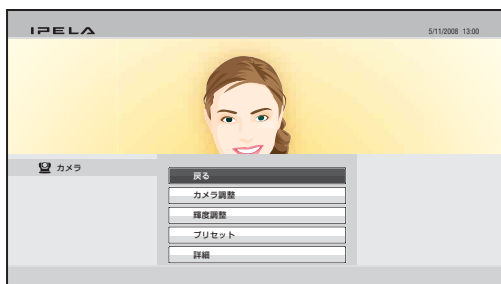 IPELA
5/11/2008 13:00
カメラ
戻る
カメラ調整
輝度調整
プリセット
詳細